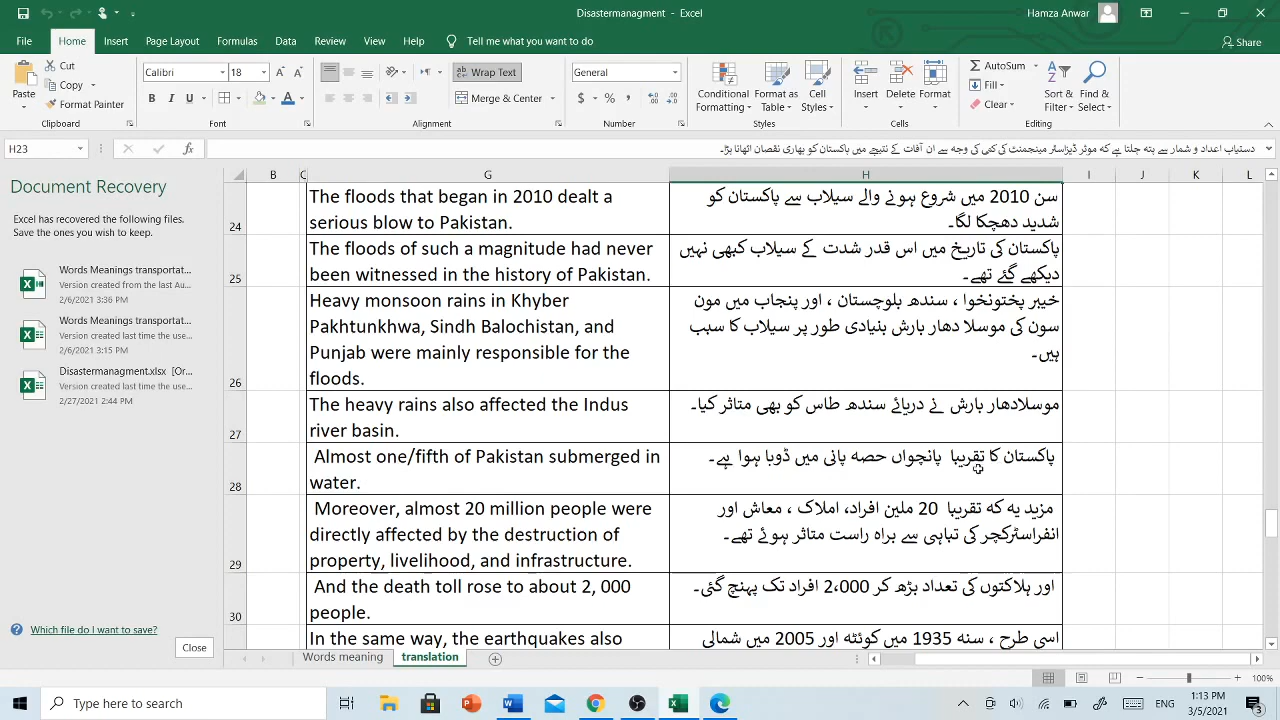 Disastermanagment - Excel
Hamza Anwar
File Home Insert Page Layout Formulas Data Review View Help Tell me what you want to do Share
Paste Cut Copy Format Painter
Calibri 18
Wrap Text
Merge & Center
General
Conditional Formatting Format as Table Cell Styles
Insert Delete Format
AutoSum Fill Clear
Sort & Filter Find & Select
Clipboard Font Alignment Number Styles Cells Editing
H23
دستیاب اعداد و شمار سے پتہ چلتا ہے کہ موثر ڈیزاسٹر مینجمنٹ کی کمی کی وجہ سے ان آفات کے نتیجے میں پاکستان کو بھاری نقصان اٹھانا پڑا۔
Document Recovery
Excel has recovered the following files.
Save the ones you wish to keep.
Words Meanings transportat...
Version created from the last Au...
2/6/2021 3:36 PM
Words Meanings transportat...
Version created last time the use...
2/6/2021 3:15 PM
Disastermanagment.xlsx [Or...
Version created last time the use...
2/27/2021 2:44 PM
Which file do I want to save?
Close
B C G H I J K L
24
The floods that began in 2010 dealt a
serious blow to Pakistan.
سن 2010 میں شروع ہونے والے سیلاب سے پاکستان کو
شدید دھچکا لگا۔
25
The floods of such a magnitude had never
been witnessed in the history of Pakistan.
پاکستان کی تاریخ میں اس قدر شدت کے سیلاب کبھی نہیں
دیکھے گئے تھے۔
26
Heavy monsoon rains in Khyber
Pakhtunkhwa, Sindh Balochistan, and
Punjab were mainly responsible for the
floods.
خیبر پختونخوا ، سندھ بلوچستان ، اور پنجاب میں مون
سون کی موسلا دھار بارش بنیادی طور پر سیلاب کا سبب
ہیں۔
27
The heavy rains also affected the Indus
river basin.
موسلادھار بارش نے دریائے سندھ طاس کو بھی متاثر کیا۔
28
Almost one/fifth of Pakistan submerged in
water.
پاکستان کا تقریبا پانچواں حصہ پانی میں ڈوبا ہوا ہے۔
29
Moreover, almost 20 million people were
directly affected by the destruction of
property, livelihood, and infrastructure.
مزید یہ کہ تقریبا 20 ملین افراد، املاک ، معاش اور
انفراسٹرکچر کی تباہی سے براہ راست متاثر ہوئے تھے۔
30
And the death toll rose to about 2, 000
people.
اور ہلاکتوں کی تعداد بڑھ کر 2،000 افراد تک پہنچ گئی۔
In the same way, the earthquakes also
اسی طرح ، سنہ 1935 میں کوئٹہ اور 2005 میں شمالی
Words meaning translation
100%
Type here to search
ENG
1:13 PM
3/5/2021
3